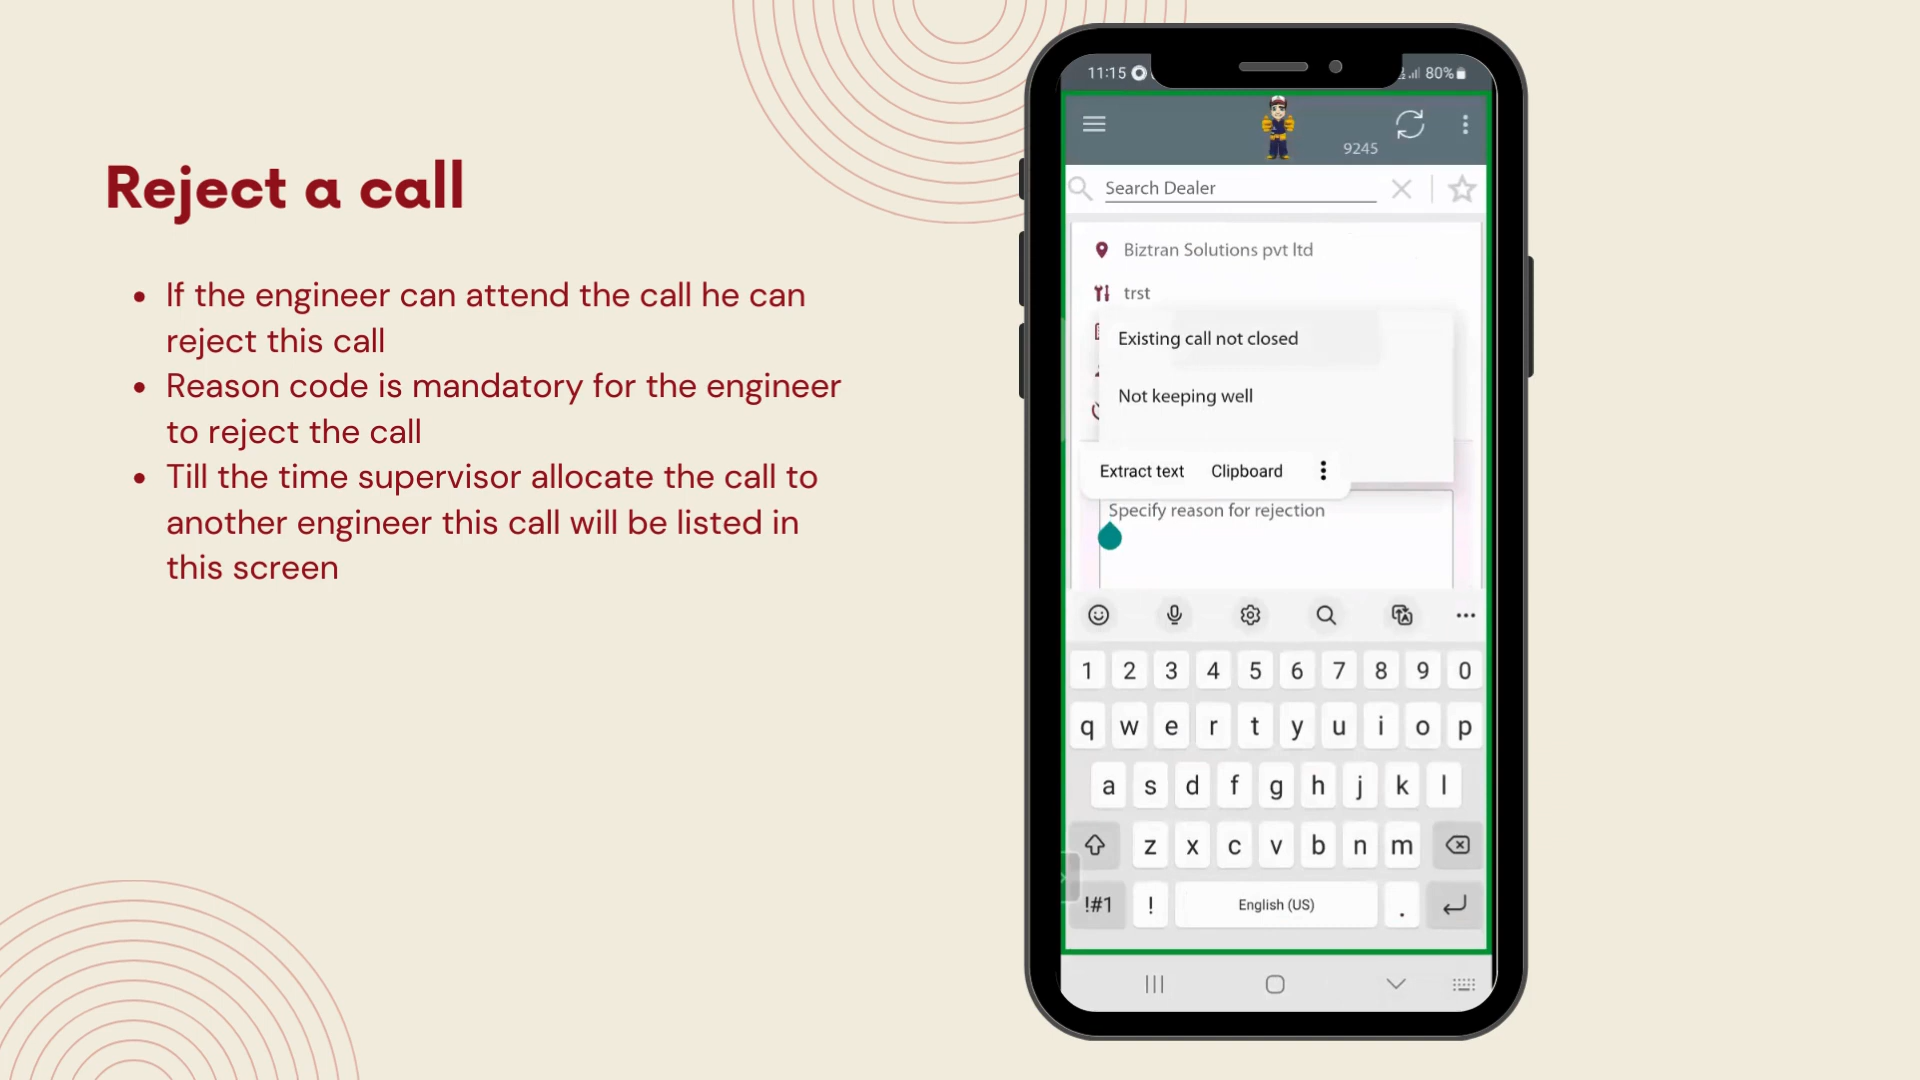 Reject a call
If the engineer can attend the call he can
reject this call
Reason code is mandatory for the engineer
to reject the call
Till the time supervisor allocate the call to
another engineer this call will be listed in
this screen
11:15
80%
9245
Search Dealer
Biztran Solutions pvt ltd
trst
Existing call not closed
Not keeping well
Extract text Clipboard
Specify reason for rejection
1 2 3 4 5 6 7 8 9 0
q w e r t y u i o p
a s d f g h j k l
z x c v b n m
!#1 ! English (US) .